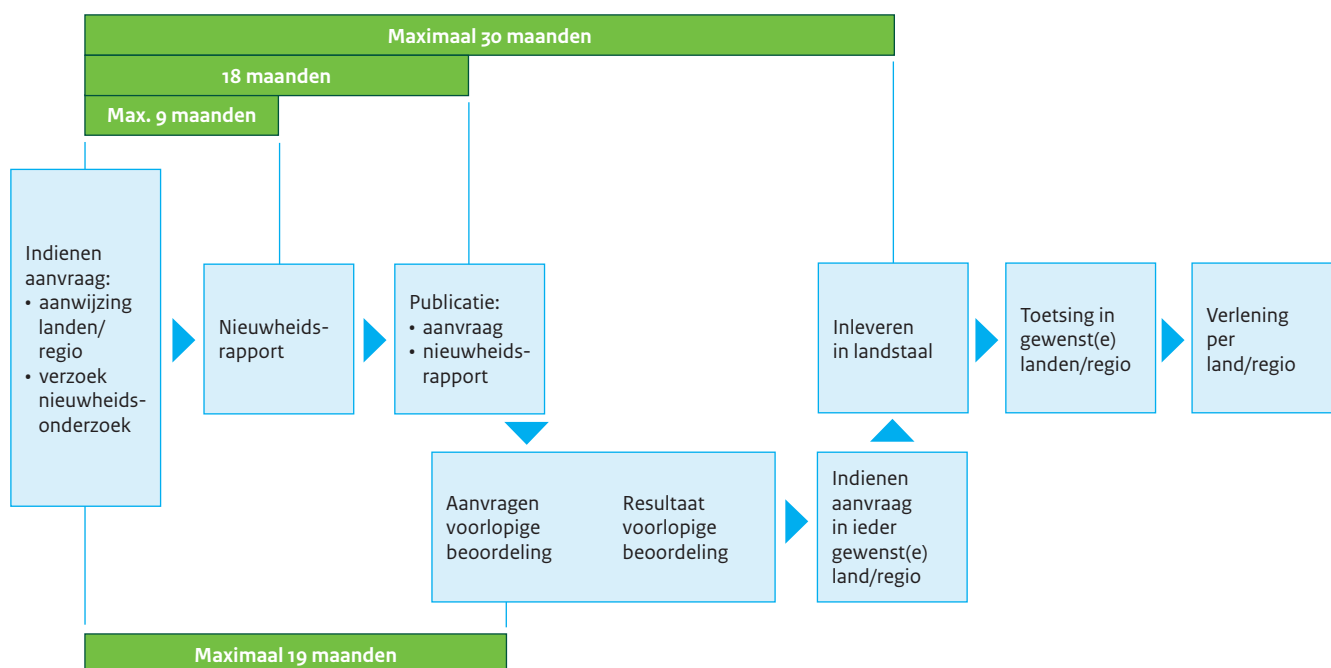 Maximaal 30 maanden
18 maanden
Max. 9 maanden
Indienen
aanvraag:
• aanwijzing
landen/
regio
• verzoek
nieuwheids-
onderzoek
Nieuwheids-
rapport
Publicatie:
• aanvraag
• nieuwheids-
rapport
Aanvragen
voorlopige
beoordeling
Resultaat
voorlopige
beoordeling
Indienen
aanvraag
in ieder
gewenst(e)
land/regio
Inleveren
in landstaal
Toetsing in
gewenst(e)
landen/regio
Verlening
per
land/regio
Maximaal 19 maanden